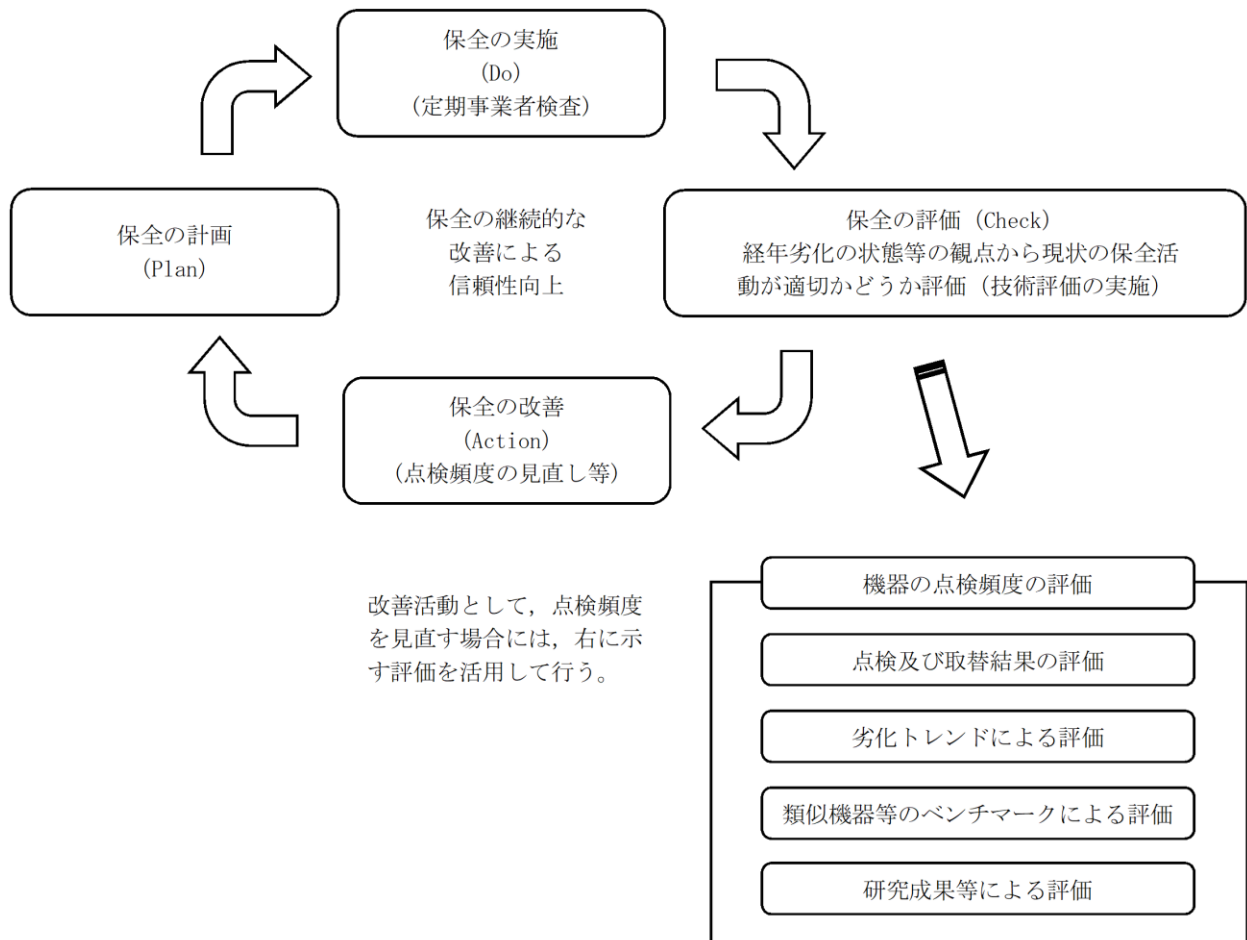 保全の実施
(Do)
(定期事業者検査)
保全の計画
(Plan)
保全の継続的な
改善による
信頼性向上
保全の評価 (Check)
経年劣化の状態等の観点から現状の保全活
動が適切かどうか評価 (技術評価の実施)
保全の改善
(Action)
(点検頻度の見直し等)
改善活動として，点検頻度
を見直す場合には，右に示
す評価を活用して行う。
機器の点検頻度の評価
点検及び取替結果の評価
劣化トレンドによる評価
類似機器等のベンチマークによる評価
研究成果等による評価